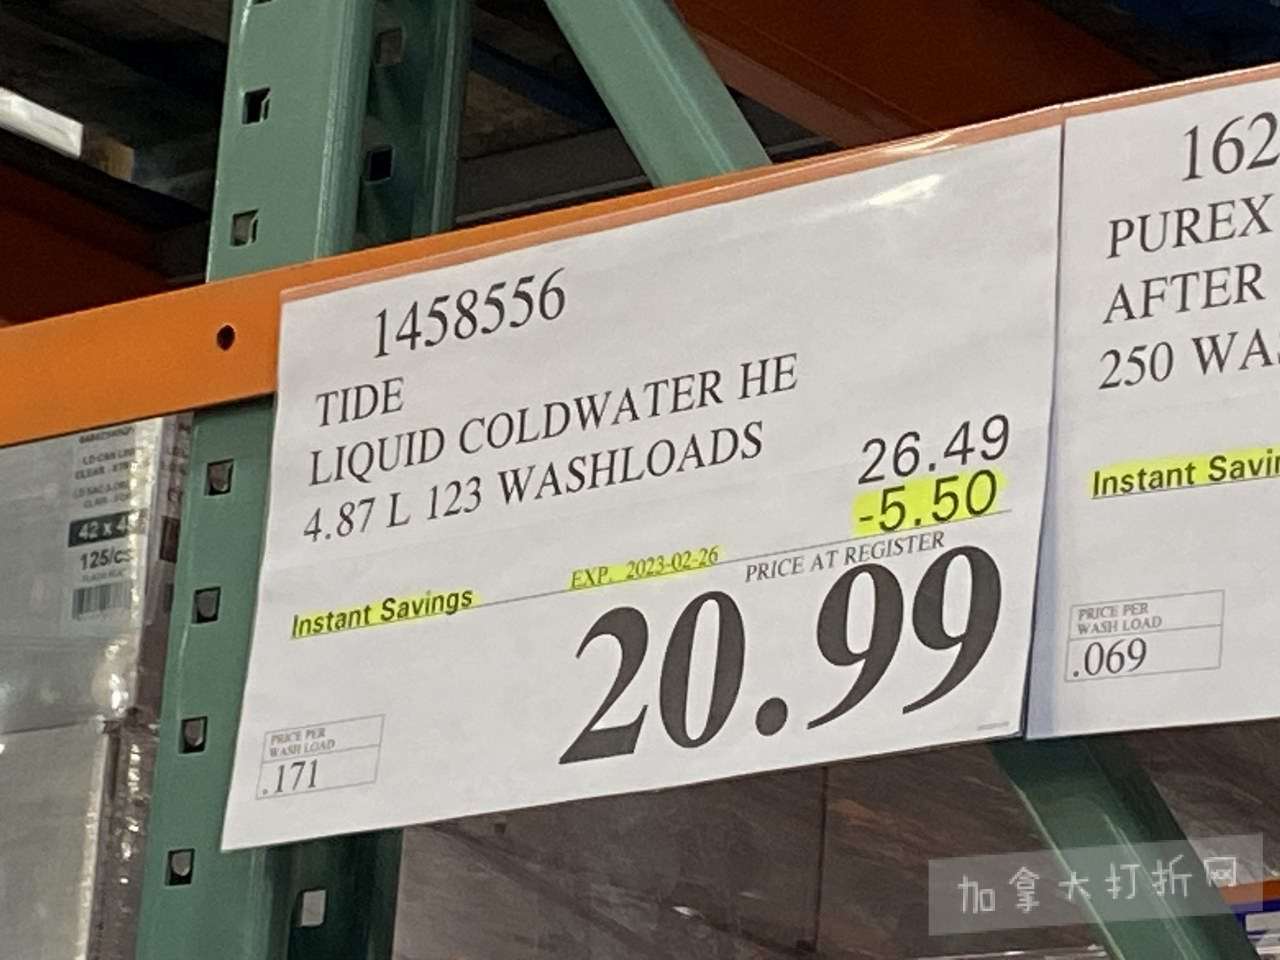 1458556
TIDE
LIQUID COLDWATER HE
4.87 L 123 WASHLOADS
26.49
-5.50
EXP. 2023-02-26
PRICE AT REGISTER
Instant Savings
20.99
PRICE PER
WASH LOAD
.171
162
PUREX
AFTER
250 WAS
Instant Savin
PRICE PER
WASH LOAD
.069
42 x 4
125/cs
加拿大打折网